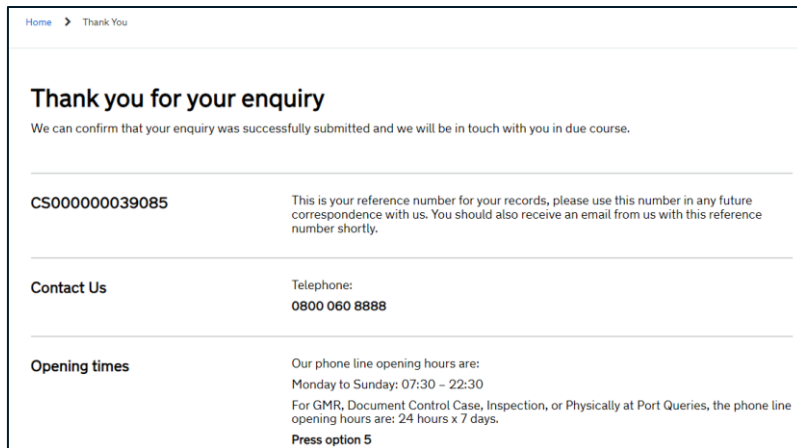 Home > Thank You
Thank you for your enquiry
We can confirm that your enquiry was successfully submitted and we will be in touch with you in due course.
CS000000039085
This is your reference number for your records, please use this number in any future
correspondence with us. You should also receive an email from us with this reference
number shortly.
Contact Us
Telephone:
0800 060 8888
Opening times
Our phone line opening hours are:
Monday to Sunday: 07:30 – 22:30
For GMR, Document Control Case, Inspection, or Physically at Port Queries, the phone line
opening hours are: 24 hours x 7 days.
Press option 5